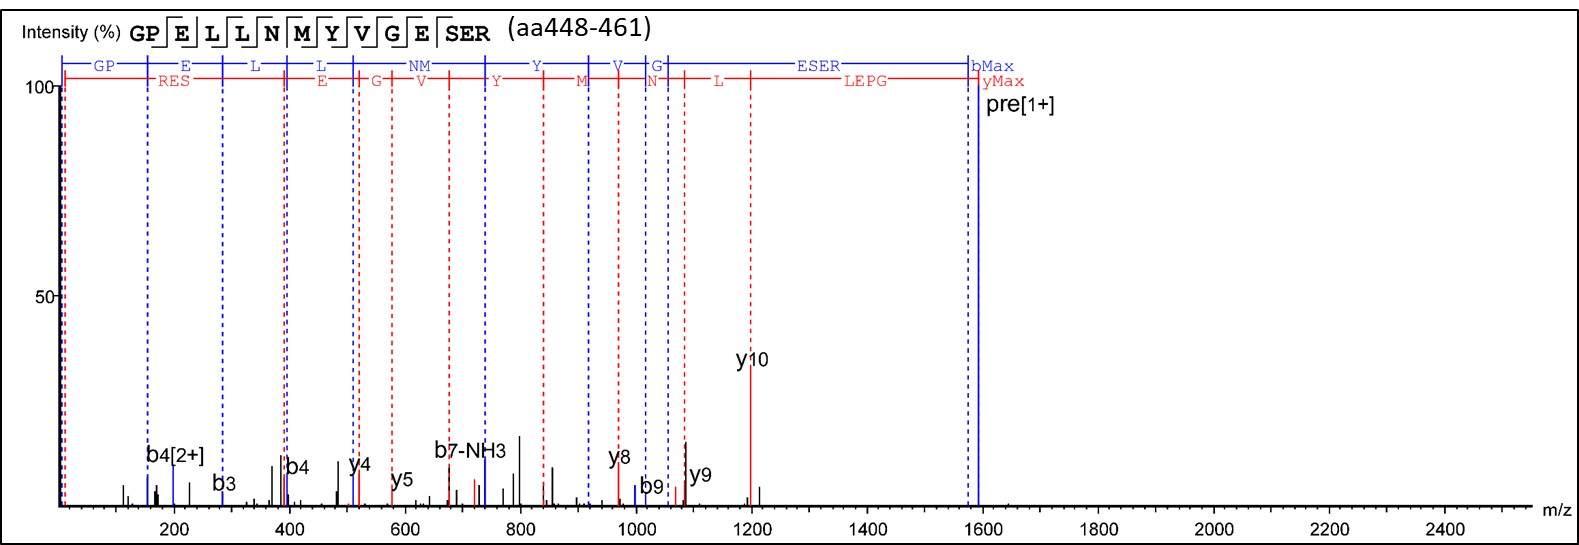 Intensity (%) GPELLNMYVGESER (aa448-461)
GP E L L NM Y V G ESER bMax
RES E G V Y M N L LEPG yMax
100
pre[1+]
50
y10
b4[2+] b3 b4 y4 y5 b7-NH3 y8 b9 y9
200 400 600 800 1000 1200 1400 1600 1800 2000 2200 2400 m/z